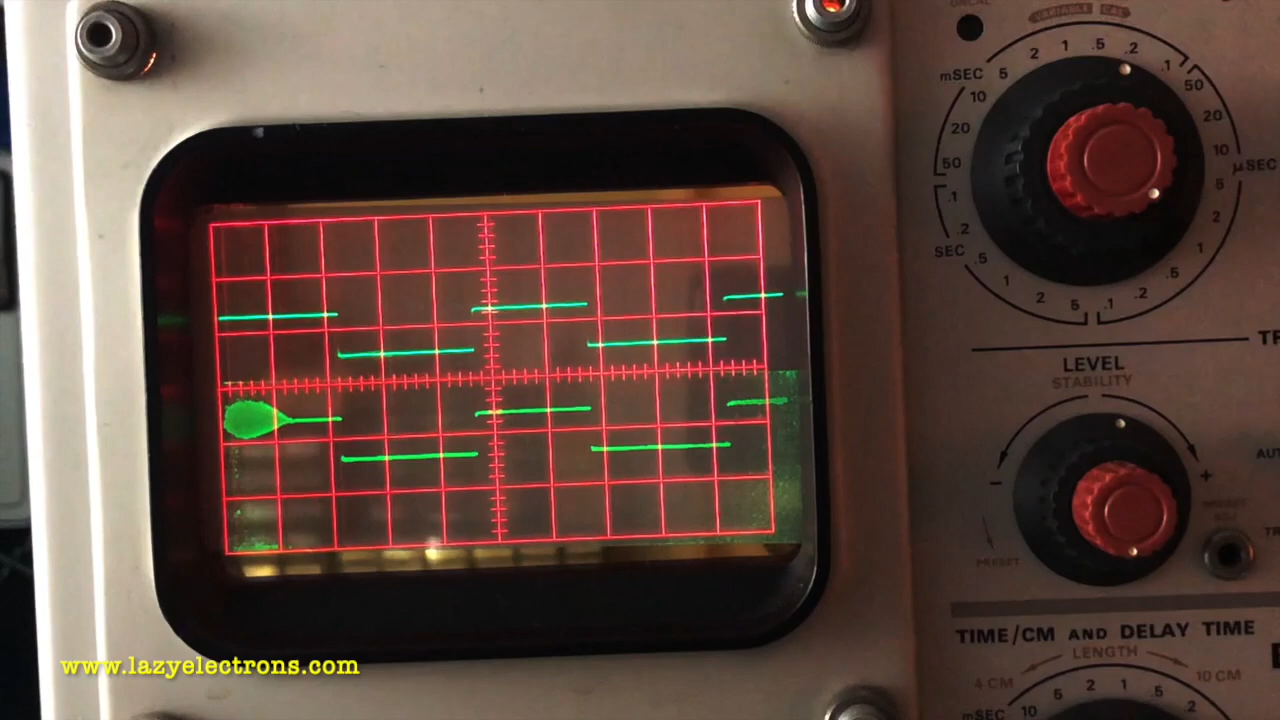 VARIABLE CAL
5 2 1 .5 .2 .1
mSEC
50
10
20
20
10
µSEC
50
5
.1
2
.2
1
SEC
.5
.5
1
.2
2
5
.1
LEVEL
STABILITY
- +
PRESET
TIME/CM AND DELAY TIME
LENGTH
4 CM 10 CM
mSEC 10 5 2 1 .5 .2
www.lazyelectrons.com